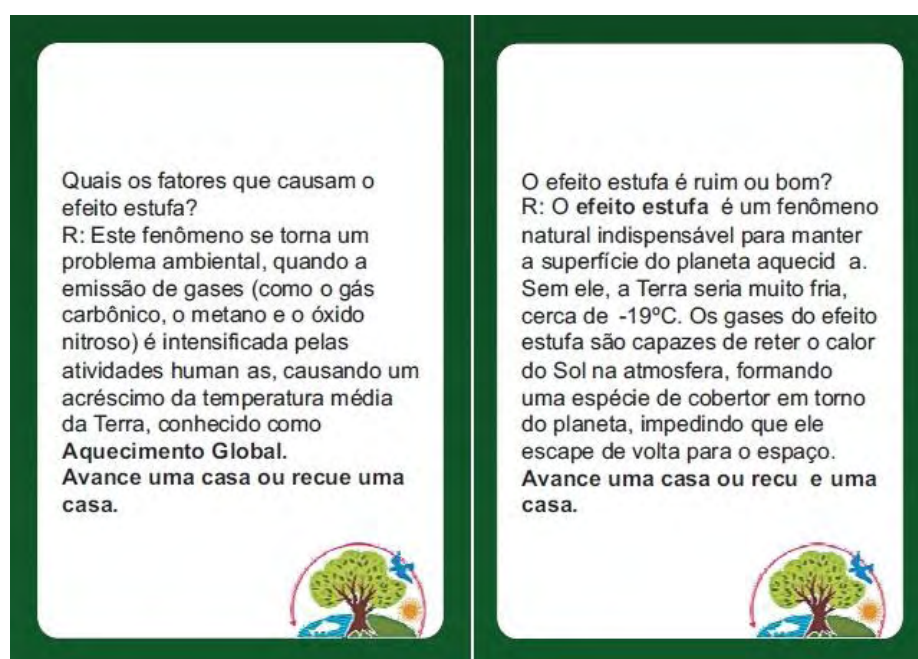 Quais os fatores que causam o
efeito estufa?
R: Este fenômeno se torna um
problema ambiental, quando a
emissão de gases (como o gás
carbônico, o metano e o óxido
nitroso) é intensificada pelas
atividades human as, causando um
acréscimo da temperatura média
da Terra, conhecido como
Aquecimento Global.
Avance uma casa ou recue uma
casa.
O efeito estufa é ruim ou bom?
R: O efeito estufa é um fenômeno
natural indispensável para manter
a superfície do planeta aquecid a.
Sem ele, a Terra seria muito fria,
cerca de -19ºC. Os gases do efeito
estufa são capazes de reter o calor
do Sol na atmosfera, formando
uma espécie de cobertor em torno
do planeta, impedindo que ele
escape de volta para o espaço.
Avance uma casa ou recu e uma
casa.